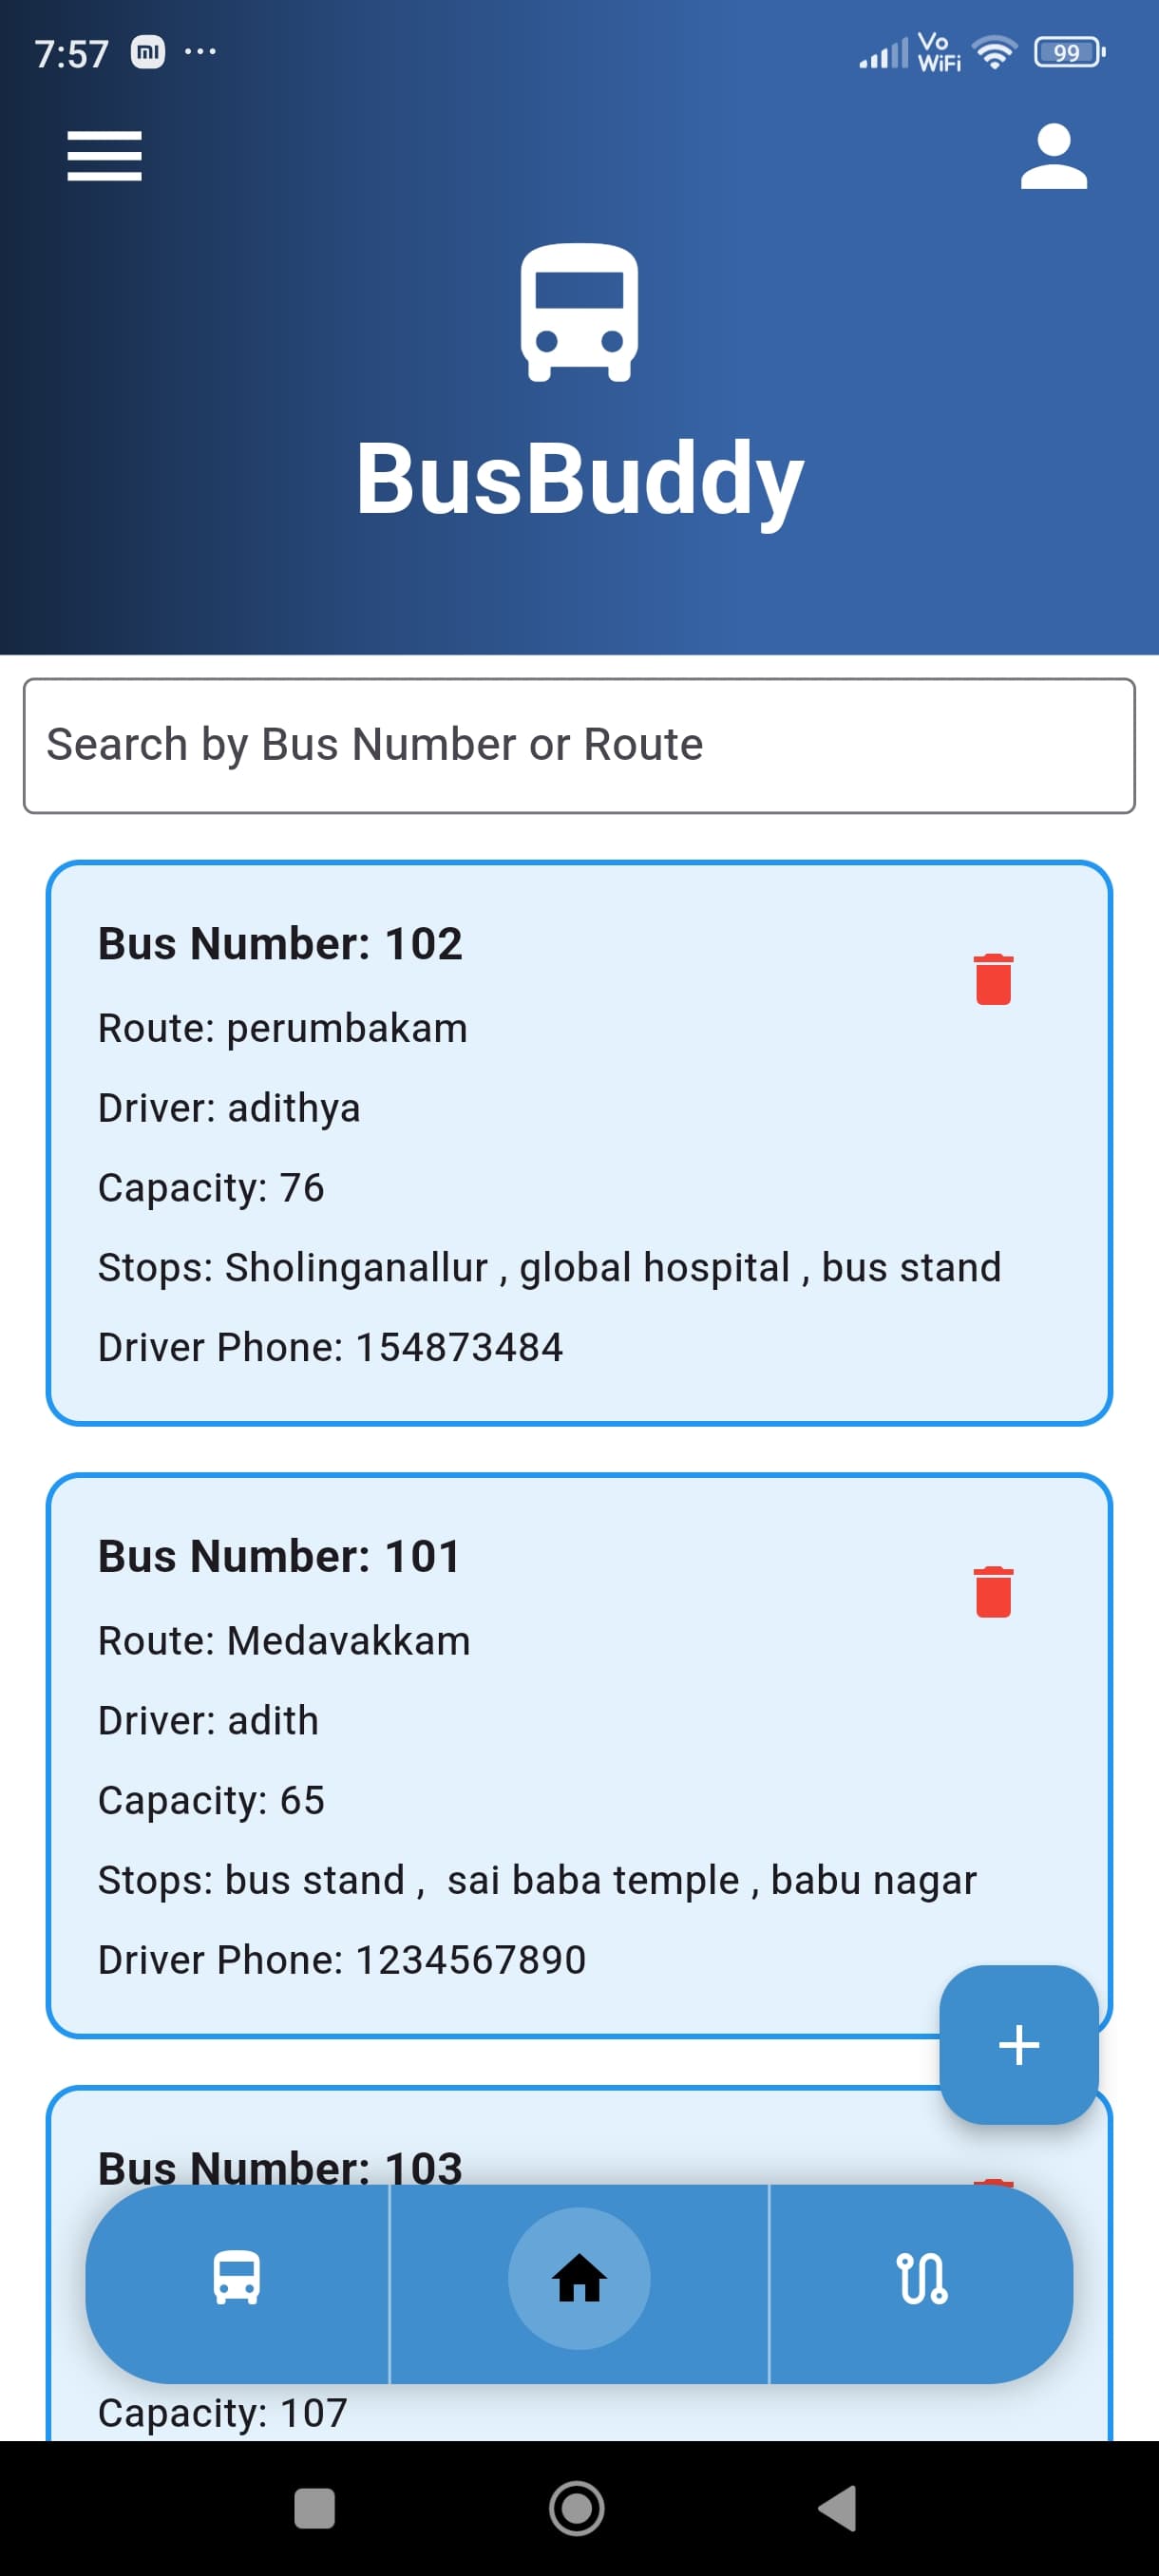 7:57 mi ... Vo WiFi 99
BusBuddy
Search by Bus Number or Route
Bus Number: 102
Route: perumbakam
Driver: adithya
Capacity: 76
Stops: Sholinganallur , global hospital , bus stand
Driver Phone: 154873484
Bus Number: 101
Route: Medavakkam
Driver: adith
Capacity: 65
Stops: bus stand ,  sai baba temple , babu nagar
Driver Phone: 1234567890
+
Bus Number: 103
Capacity: 107